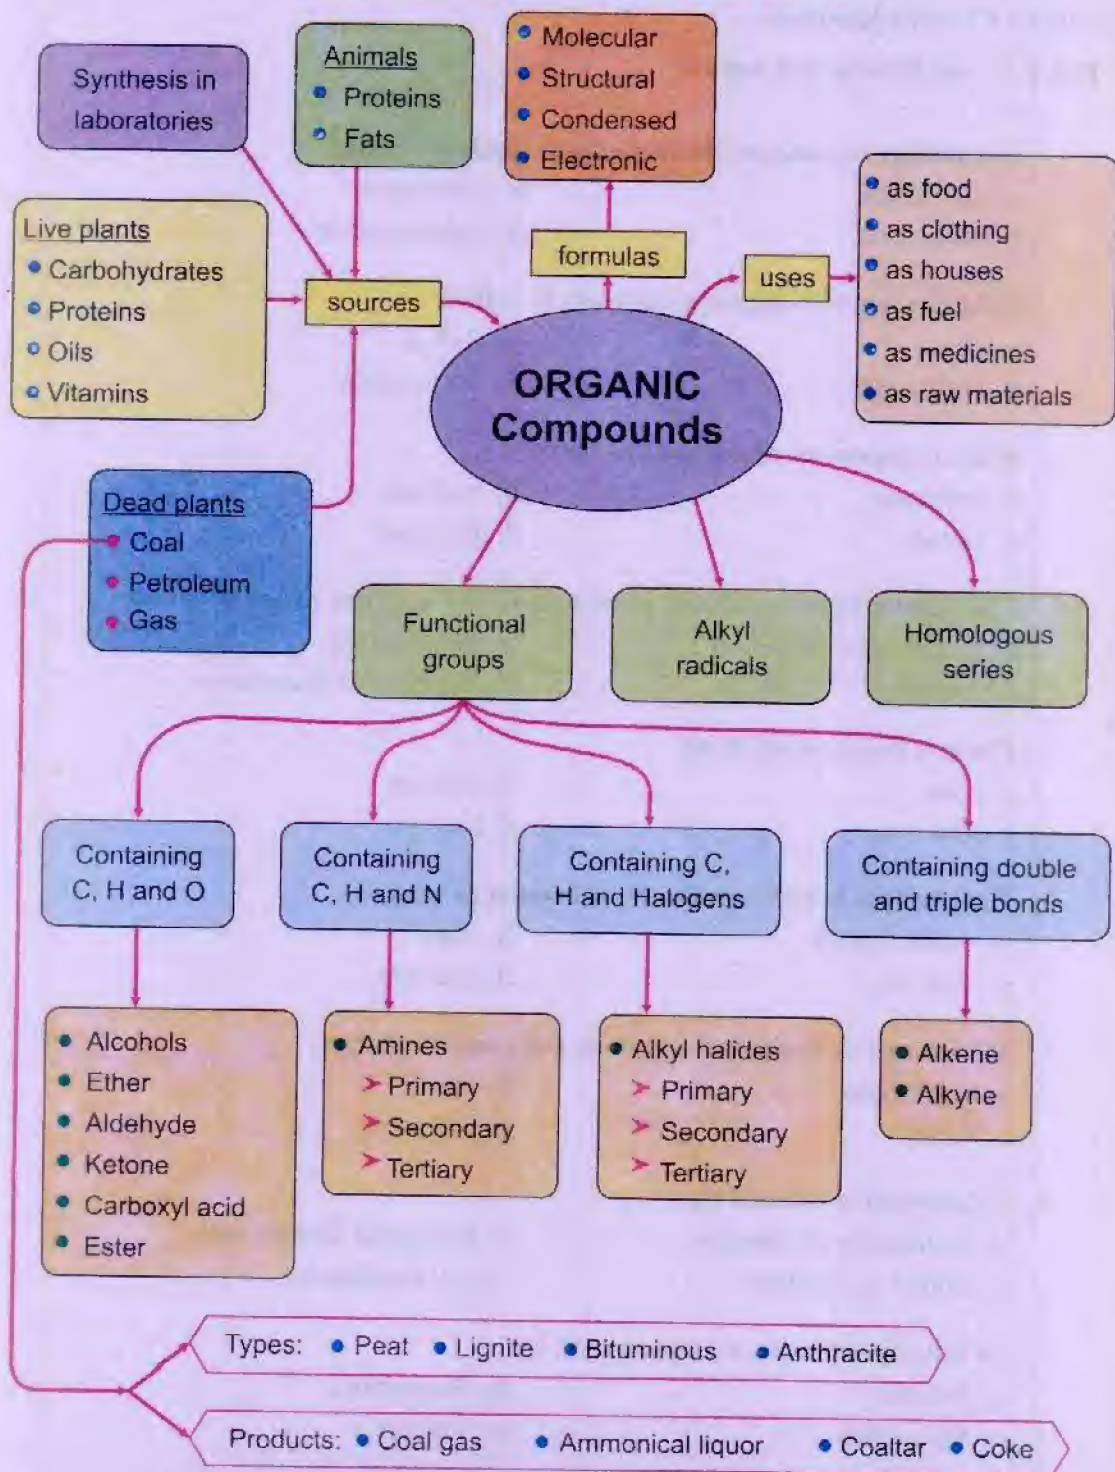 Synthesis in
laboratories
Animals
• Proteins
• Fats
• Molecular
• Structural
• Condensed
• Electronic
Live plants
• Carbohydrates
• Proteins
• Oils
• Vitamins
sources
formulas
uses
• as food
• as clothing
• as houses
• as fuel
• as medicines
• as raw materials
ORGANIC
Compounds
Dead plants
• Coal
• Petroleum
• Gas
Functional
groups
Alkyl
radicals
Homologous
series
Containing
C, H and O
Containing
C, H and N
Containing C,
H and Halogens
Containing double
and triple bonds
• Alcohols
• Ether
• Aldehyde
• Ketone
• Carboxyl acid
• Ester
• Amines
➢ Primary
➢ Secondary
➢ Tertiary
• Alkyl halides
➢ Primary
➢ Secondary
➢ Tertiary
• Alkene
• Alkyne
Types: • Peat • Lignite • Bituminous • Anthracite
Products: • Coal gas • Ammonical liquor • Coaltar • Coke